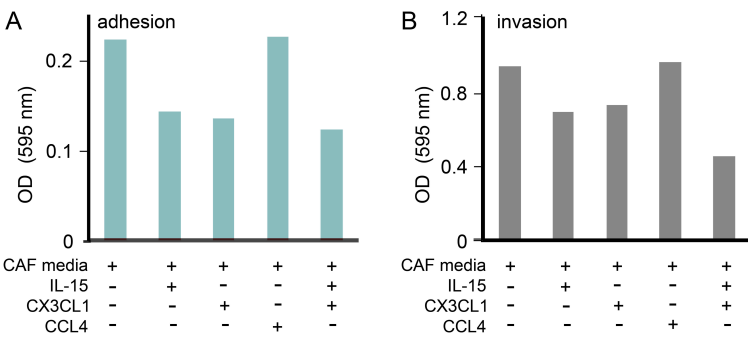 A
adhesion
0.2
0.1
0
OD (595 nm)
CAF media + + + + +
IL-15 - + - - +
CX3CL1 - - + - +
CCL4 - - - + -
B
invasion
1.2
0.8
0.4
0
OD (595 nm)
CAF media + + + + +
IL-15 - + - - +
CX3CL1 - - + - +
CCL4 - - - + -